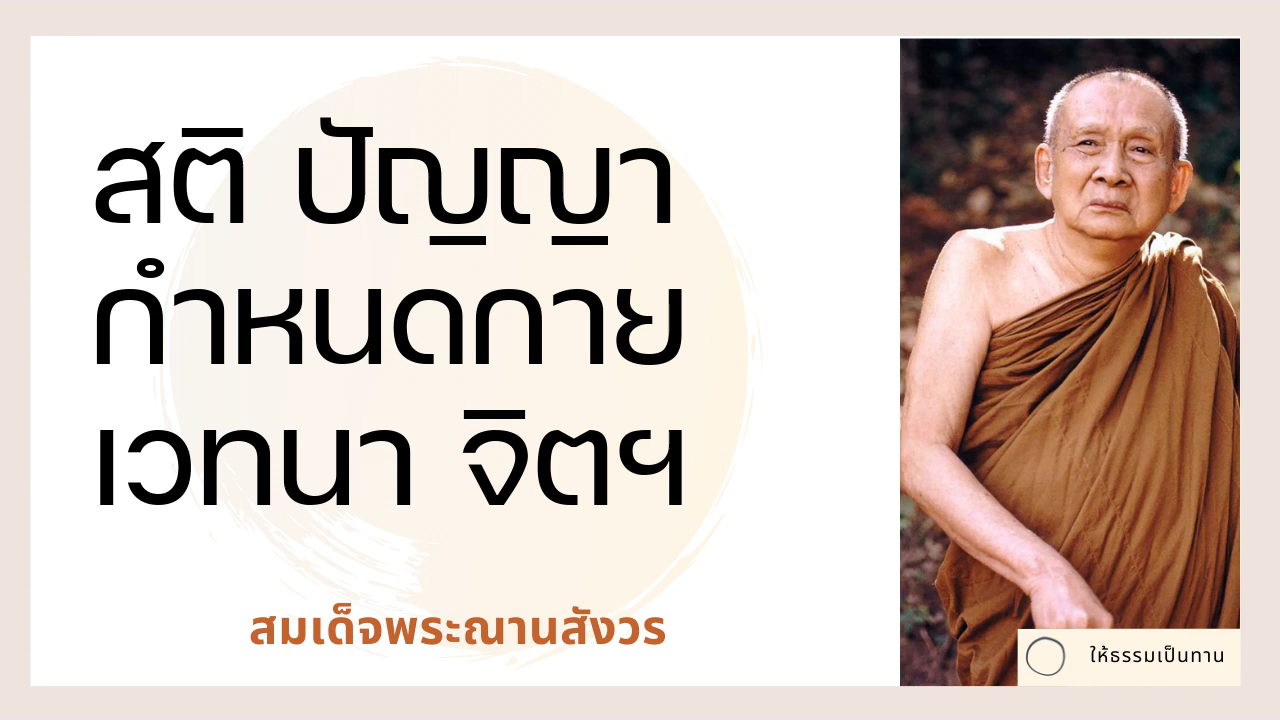 สติ ปัญญา
กำหนดกาย
เวทนา จิตฯ
สมเด็จพระญานสังวร
ให้ธรรมเป็นทาน